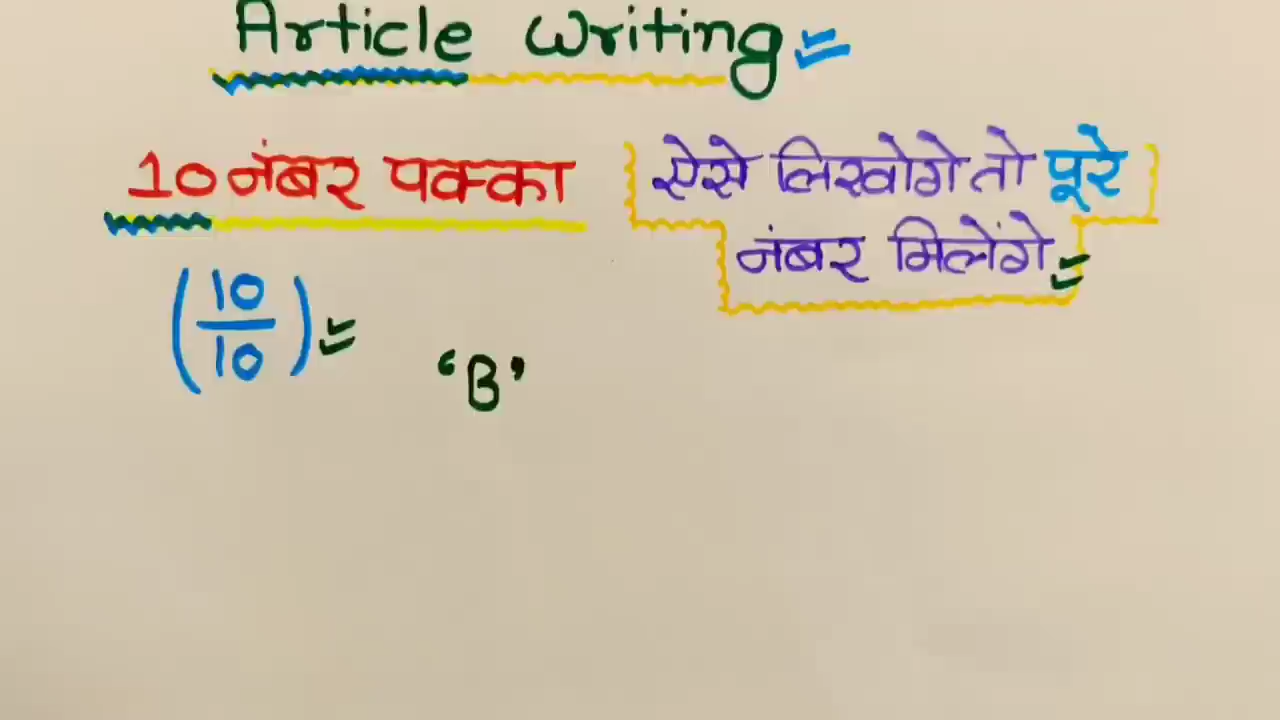 Article Writing
10 नंबर पक्का
ऐसे लिखोगे तो पूरे
नंबर मिलेंगे
(10/10)
'B'